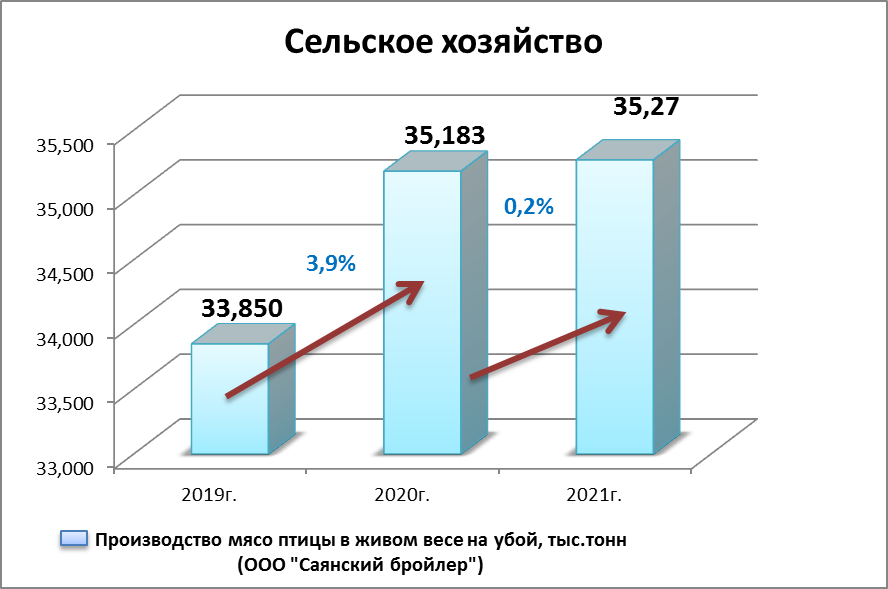 Сельское хозяйство
35,27
35,183
35,500
35,000
0,2%
34,500
3,9%
33,850
34,000
33,500
33,000
2019г.
2020г.
2021г.
Производство мясо птицы в живом весе на убой, тыс.тонн
(ООО "Саянский бройлер")